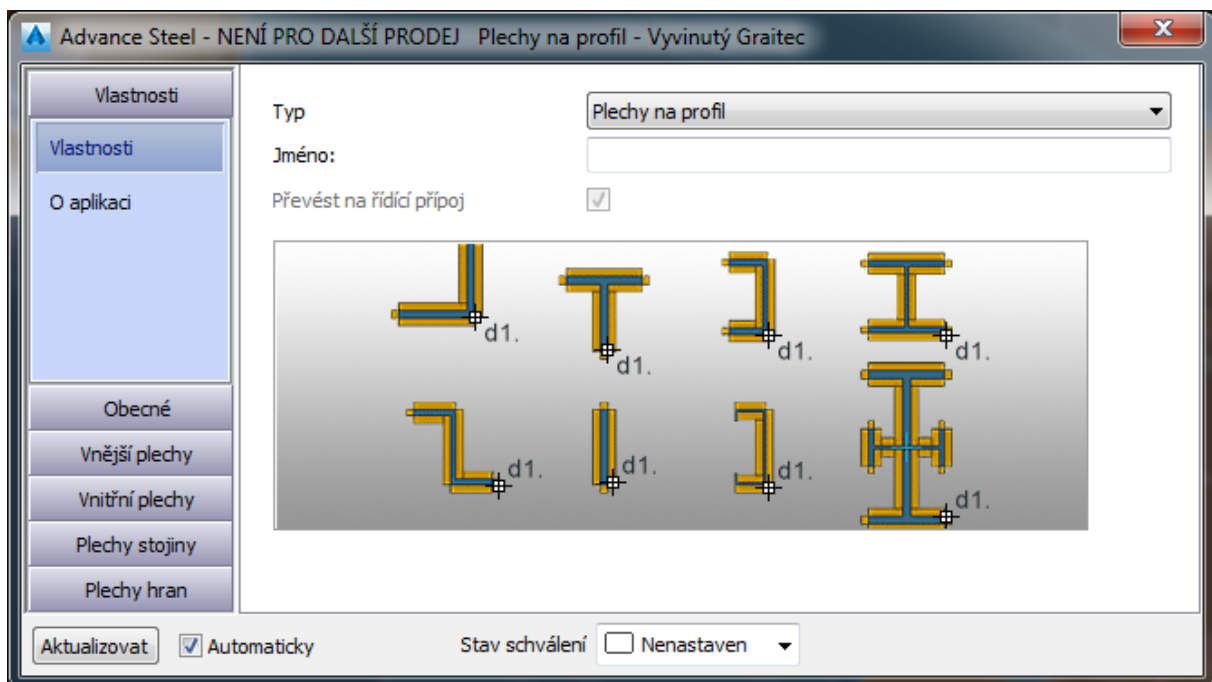 Advance Steel - NENÍ PRO DALŠÍ PRODEJ   Plechy na profil - Vyvinutý Graitec
Vlastnosti
Vlastnosti
O aplikaci
Obecné
Vnější plechy
Vnitřní plechy
Plechy stojiny
Plechy hran
Typ
Plechy na profil
Jméno:
Převést na řídící přípoj
d1.
d1.
d1.
d1.
d1.
d1.
d1.
d1.
Aktualizovat
Automaticky
Stav schválení
Nenastaven